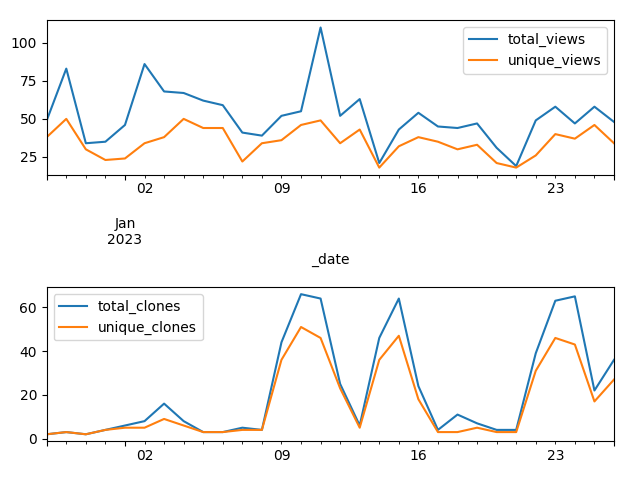 100
75
50
25
total_views
unique_views
02
09
16
23
Jan
2023
_date
60
40
20
0
total_clones
unique_clones
02
09
16
23